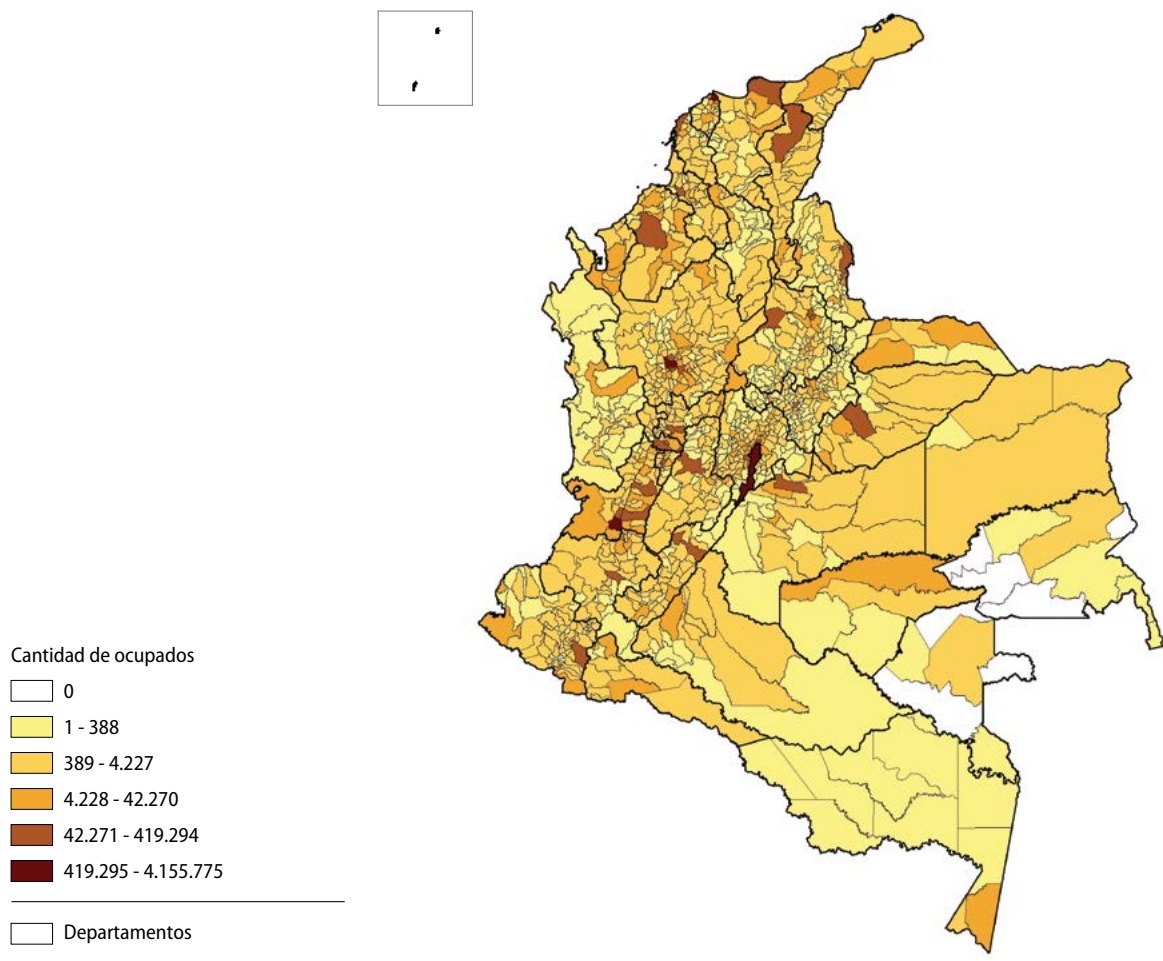 Cantidad de ocupados
0
1 - 388
389 - 4.227
4.228 - 42.270
42.271 - 419.294
419.295 - 4.155.775
Departamentos